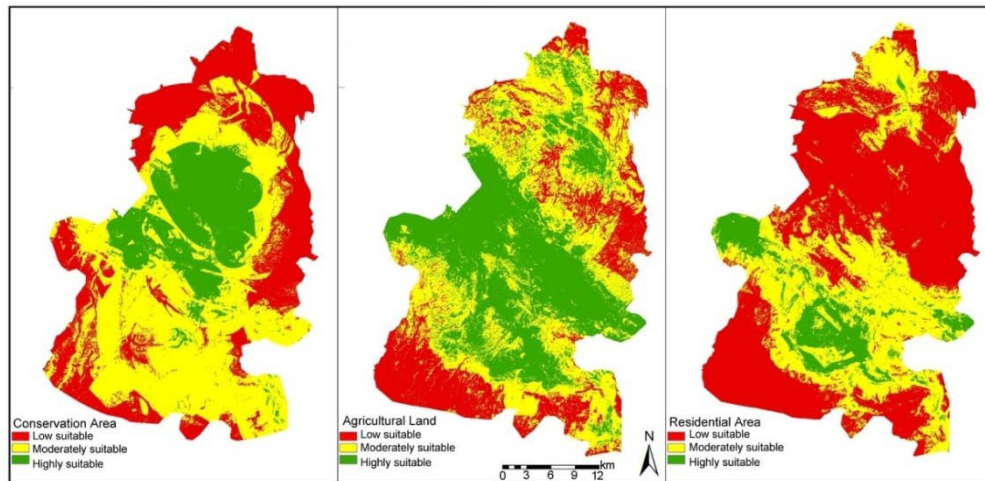 Conservation Area
Low suitable
Moderately suitable
Highly suitable
Agricultural Land
Low suitable
Moderately suitable
Highly suitable
N
km
0 3 6 9 12
Residential Area
Low suitable
Moderately suitable
Highly suitable